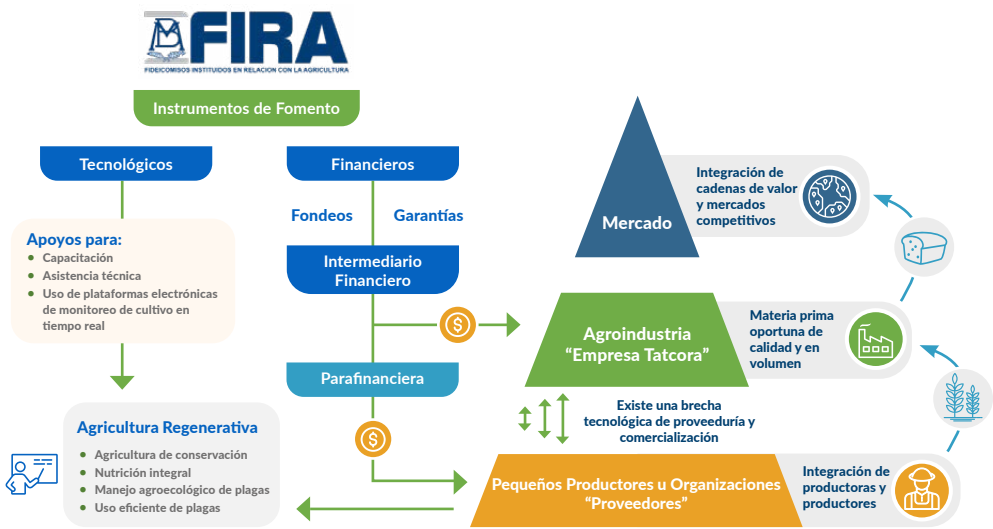 FIRA
FIDEICOMISOS INSTITUIDOS EN RELACION CON LA AGRICULTURA
Instrumentos de Fomento
Tecnológicos
Apoyos para:
Capacitación
Asistencia técnica
Uso de plataformas electrónicas
de monitoreo de cultivo en
tiempo real
Agricultura Regenerativa
Agricultura de conservación
Nutrición integral
Manejo agroecológico de plagas
Uso eficiente de plagas
Financieros
Fondeos
Garantías
Intermediario
Financiero
Parafinanciera
Mercado
Integración de
cadenas de valor
y mercados
competitivos
Agroindustria
“Empresa Tatcora”
Materia prima
oportuna de
calidad y en
volumen
Existe una brecha
tecnológica de proveeduría y
comercialización
Pequeños Productores u Organizaciones
“Proveedores”
Integración de
productoras y
productores